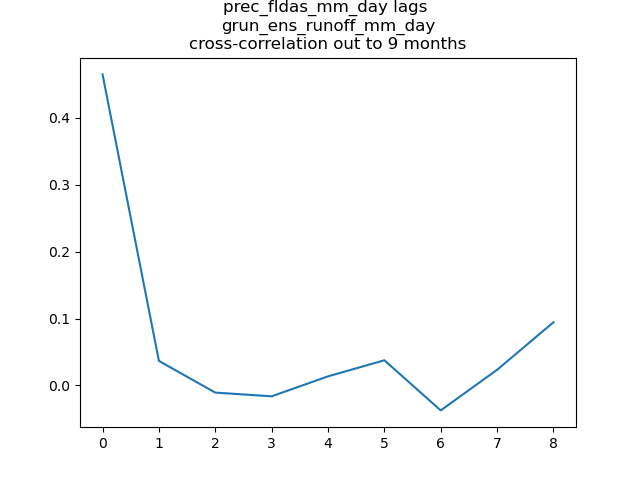 prec_fldas_mm_day lags
grun_ens_runoff_mm_day
cross-correlation out to 9 months
0.4
0.3
0.2
0.1
0.0
0 1 2 3 4 5 6 7 8